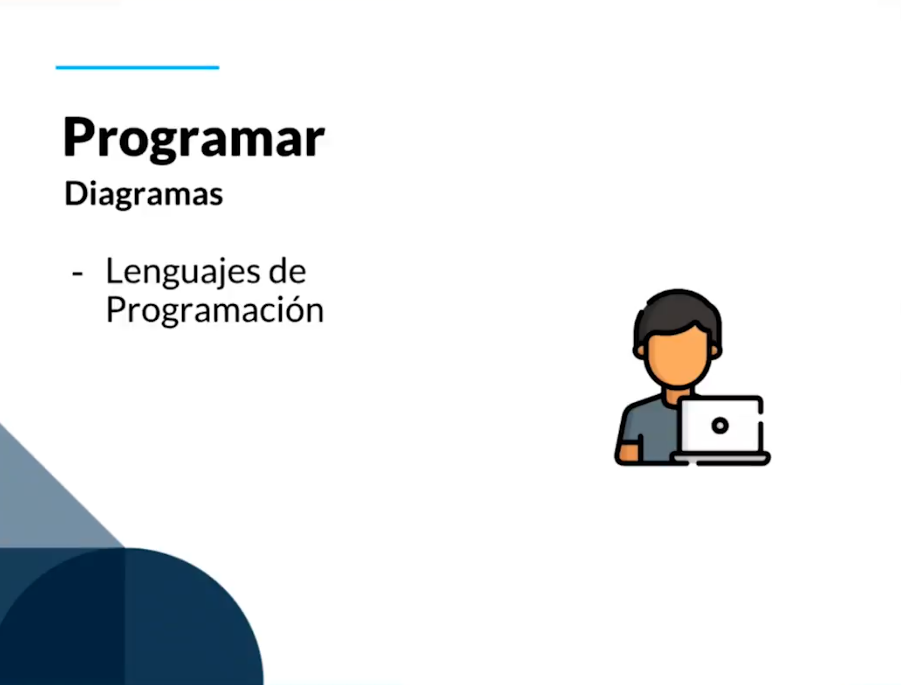 Programar
Diagramas
- Lenguajes de
Programación